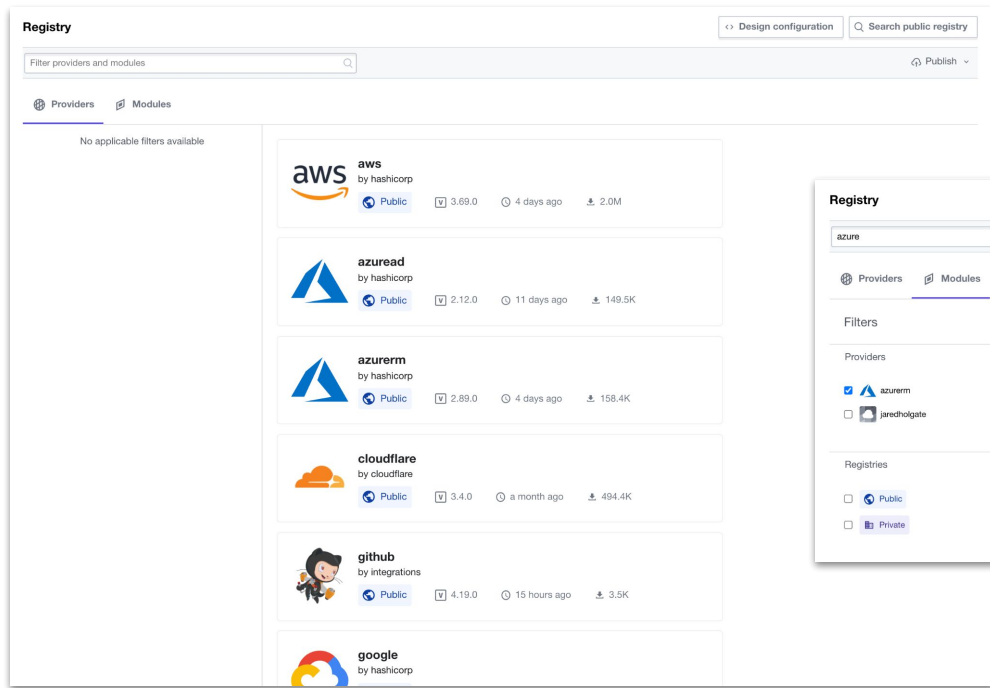 Registry
Design configuration
Search public registry
Filter providers and modules
Publish
Providers
Modules
No applicable filters available
aws
aws
by hashicorp
Public
V 3.69.0
4 days ago
2.0M
azuread
by hashicorp
Public
V 2.12.0
11 days ago
149.5K
azurerm
by hashicorp
Public
V 2.89.0
4 days ago
158.4K
cloudflare
by cloudflare
Public
V 3.4.0
a month ago
494.4K
github
by integrations
Public
V 4.19.0
15 hours ago
3.5K
google
by hashicorp
Registry
azure
Providers
Modules
Filters
Providers
azurerm
jaredholgate
Registries
Public
Private